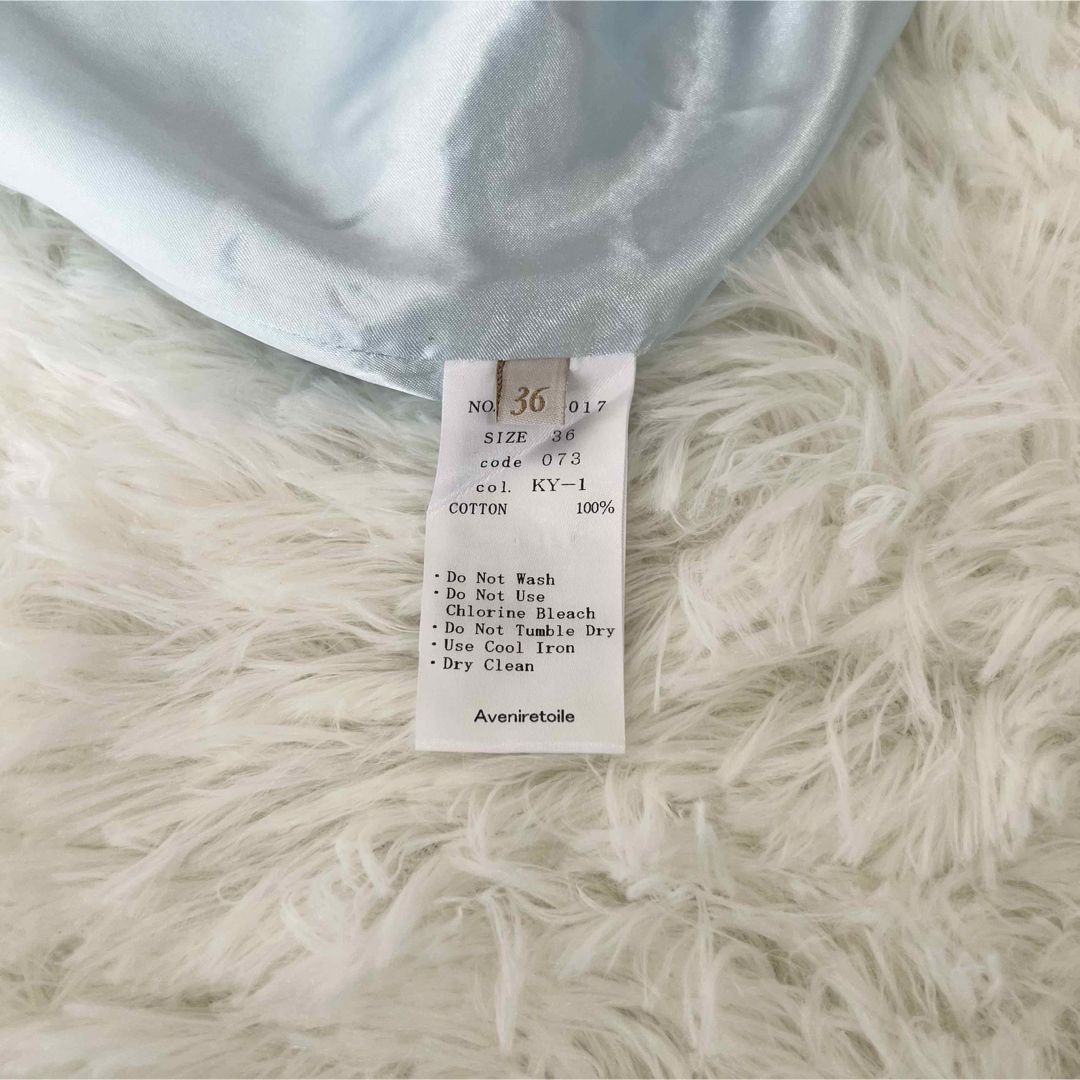 36
NO. 017
SIZE 36
code 073
col. KY-1
COTTON 100%
・Do Not Wash
・Do Not Use
Chlorine Bleach
・Do Not Tumble Dry
・Use Cool Iron
・Dry Clean
Aveniretoile